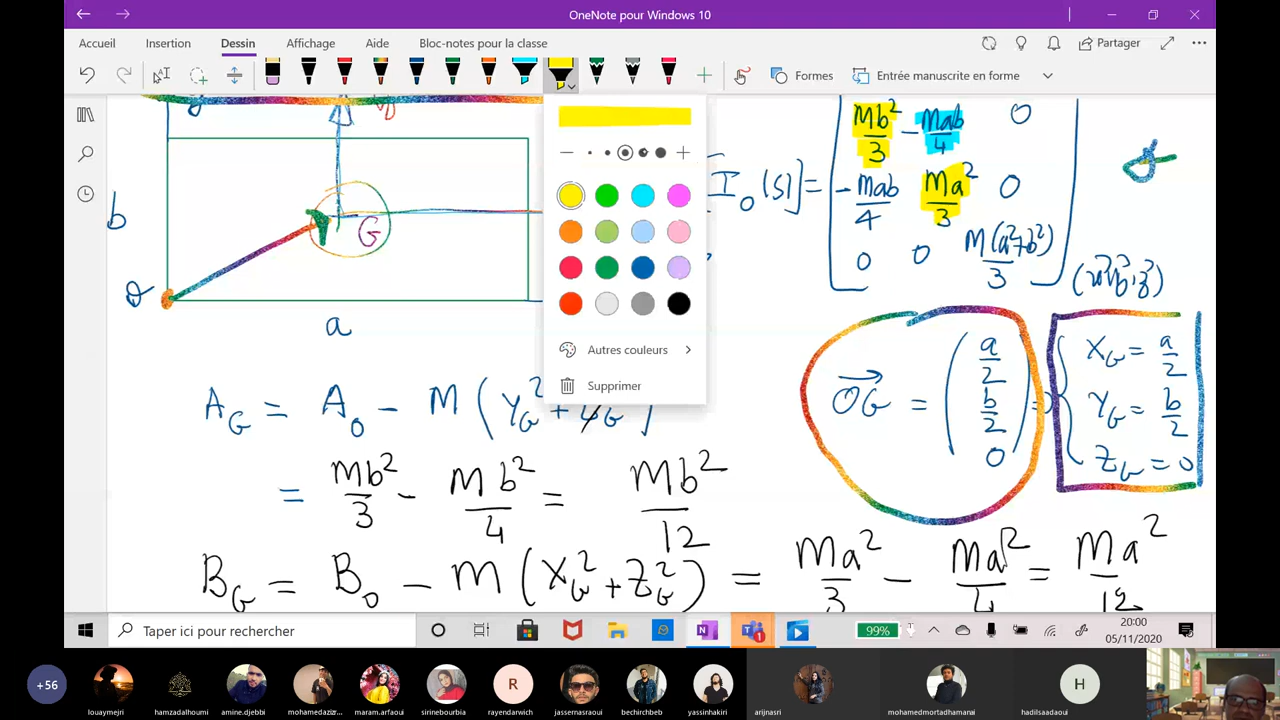 OneNote pour Windows 10
Accueil Insertion Dessin Affichage Aide Bloc-notes pour la classe Partager
Formes Entrée manuscrite en forme
Autres couleurs
Supprimer
b
G
O
a
I_O (S) =
Mb²/3 -Mab/4 0
-Mab/4 Ma²/3 0
0 0 M(a²+b²)/3
OG = (a/2 b/2 0) =>
X_G = a/2
Y_G = b/2
Z_G = 0
A_G = A_O - M (Y_G² + Z_G²)
= Mb²/3 - Mb²/4 = Mb²/12
B_G = B_O - M (X_G² + Z_G²) = Ma²/3 - Ma²/4 = Ma²/12
Taper ici pour rechercher
99%
20:00
05/11/2020
+56
louaymejri hamzadalhoumi amine.djebbi mohamedaziz... maram.arfaoui sirinebourbia
R
rayendarwich jassernasraoui bechirchbeb yassinhakiri arijnasri mohamedmortadhamanai
H
hadilsaadaoui